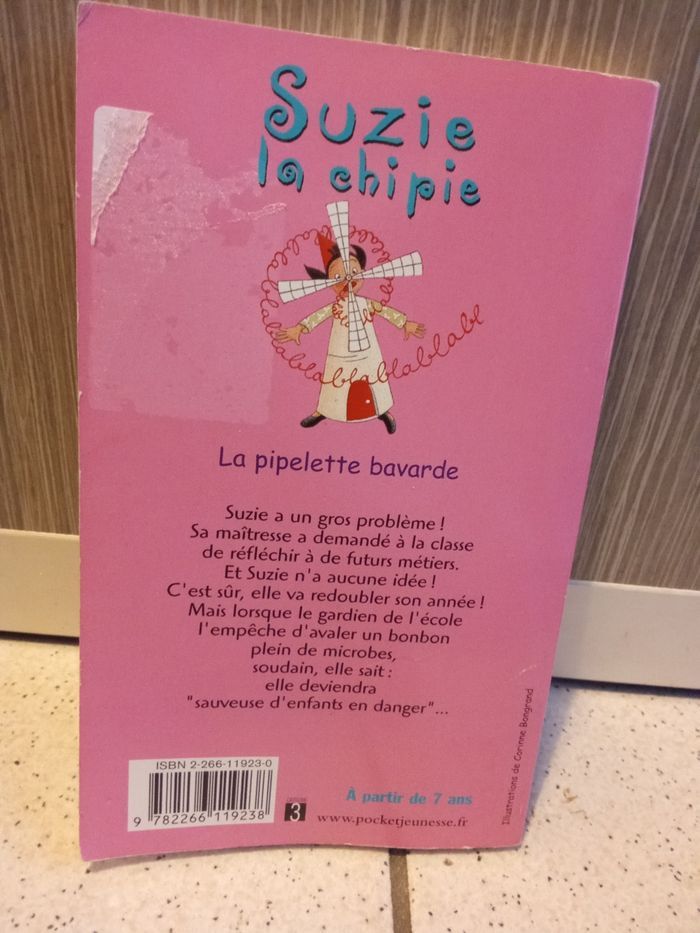 Suzie
la chipie
blablablablablablablablabla
La pipelette bavarde
Suzie a un gros problème !
Sa maîtresse a demandé à la classe
de réfléchir à de futurs métiers.
Et Suzie n'a aucune idée !
C'est sûr, elle va redoubler son année !
Mais lorsque le gardien de l'école
l'empêche d'avaler un bonbon
plein de microbes,
soudain, elle sait :
elle deviendra
"sauveuse d'enfants en danger"...
Illustrations de Corinne Bongrand
ISBN 2-266-11923-0
9 782266 119238
3
À partir de 7 ans
www.pocketjeunesse.fr